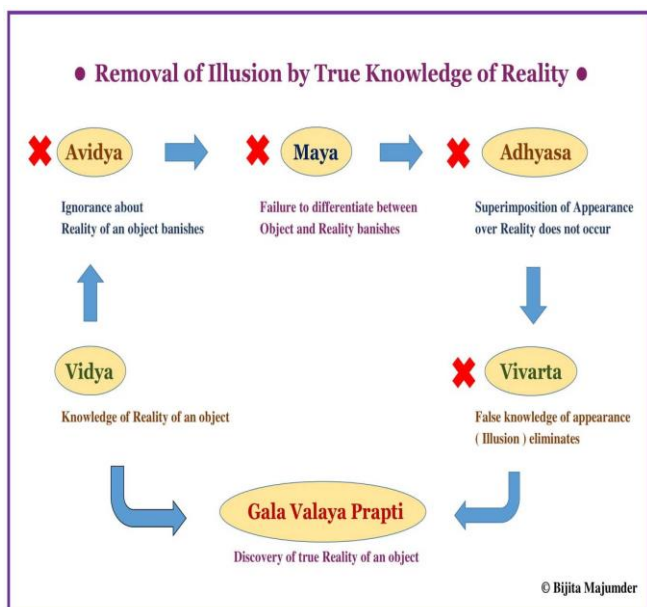 • Removal of Illusion by True Knowledge of Reality •
Avidya
Maya
Adhyasa
Ignorance about
Reality of an object banishes
Failure to differentiate between
Object and Reality banishes
Superimposition of Appearance
over Reality does not occur
Vidya
Knowledge of Reality of an object
Vivarta
False knowledge of appearance
( Illusion ) eliminates
Gala Valaya Prapti
Discovery of true Reality of an object
© Bijita Majumder